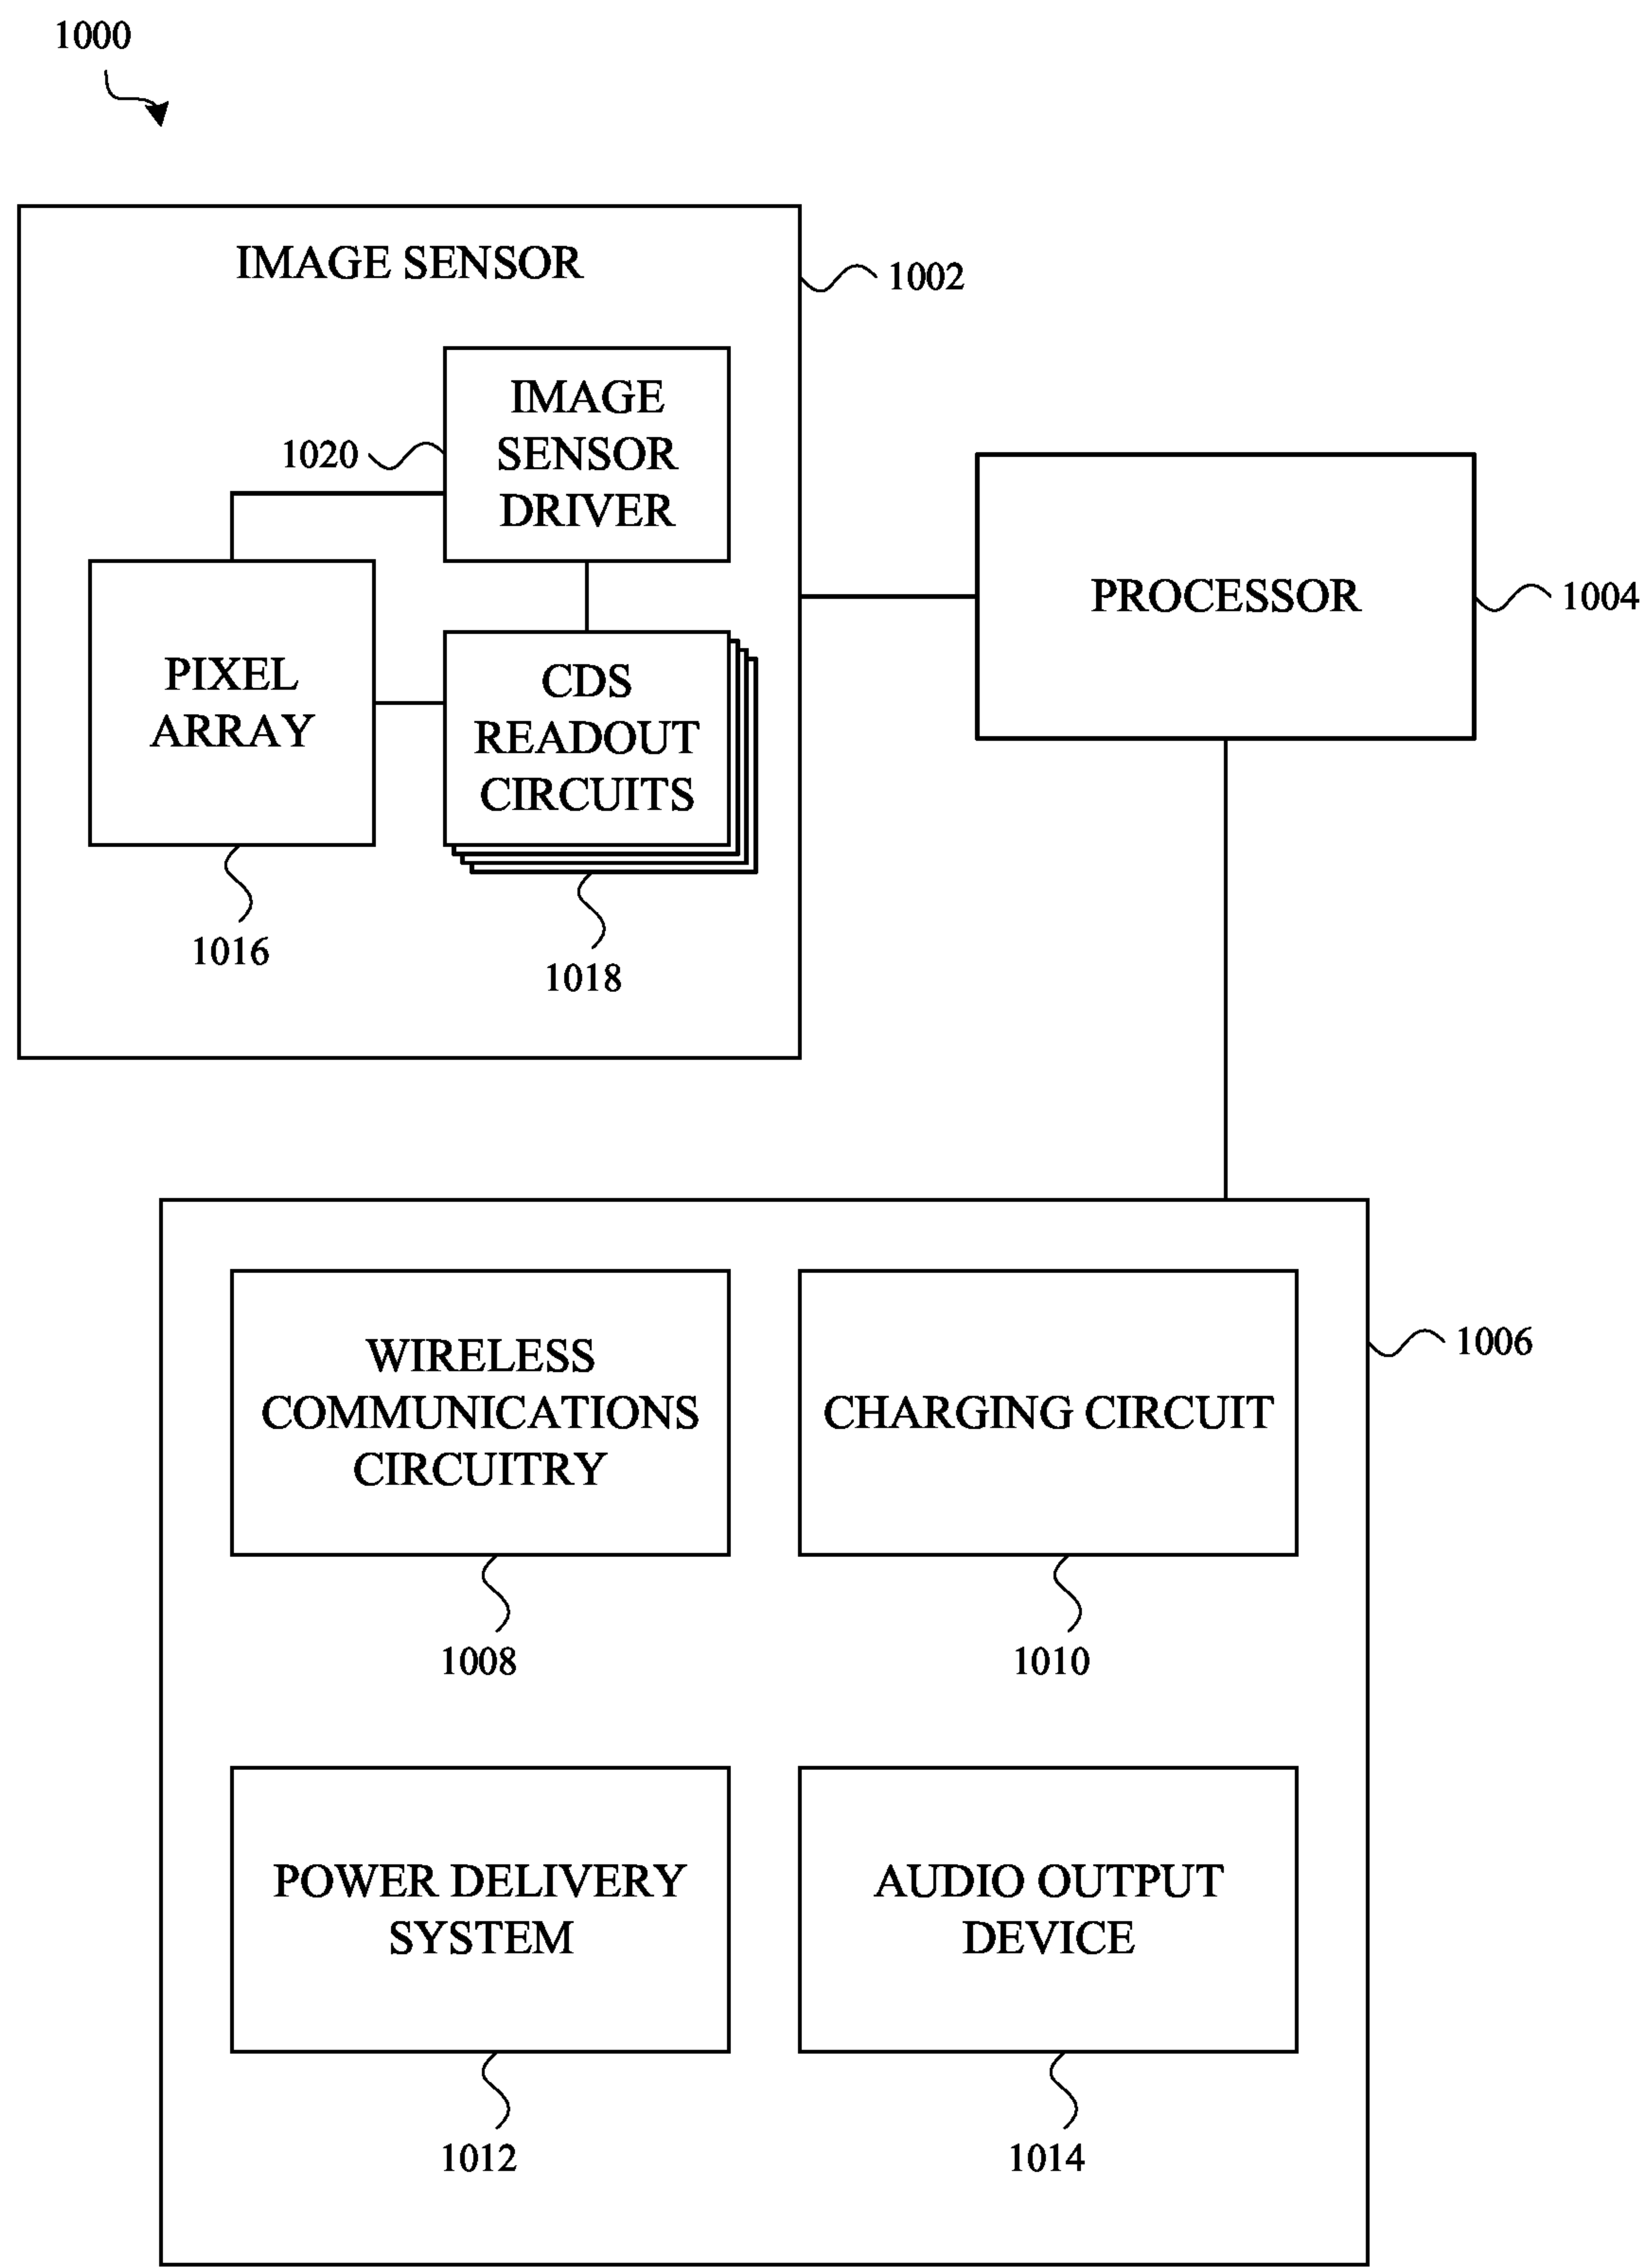 1000
IMAGE SENSOR
1002
IMAGE
SENSOR
DRIVER
1020
PROCESSOR
1004
PIXEL
ARRAY
CDS
READOUT
CIRCUITS
1016
1018
WIRELESS
COMMUNICATIONS
CIRCUITRY
CHARGING CIRCUIT
1006
1008
1010
POWER DELIVERY
SYSTEM
AUDIO OUTPUT
DEVICE
1012
1014